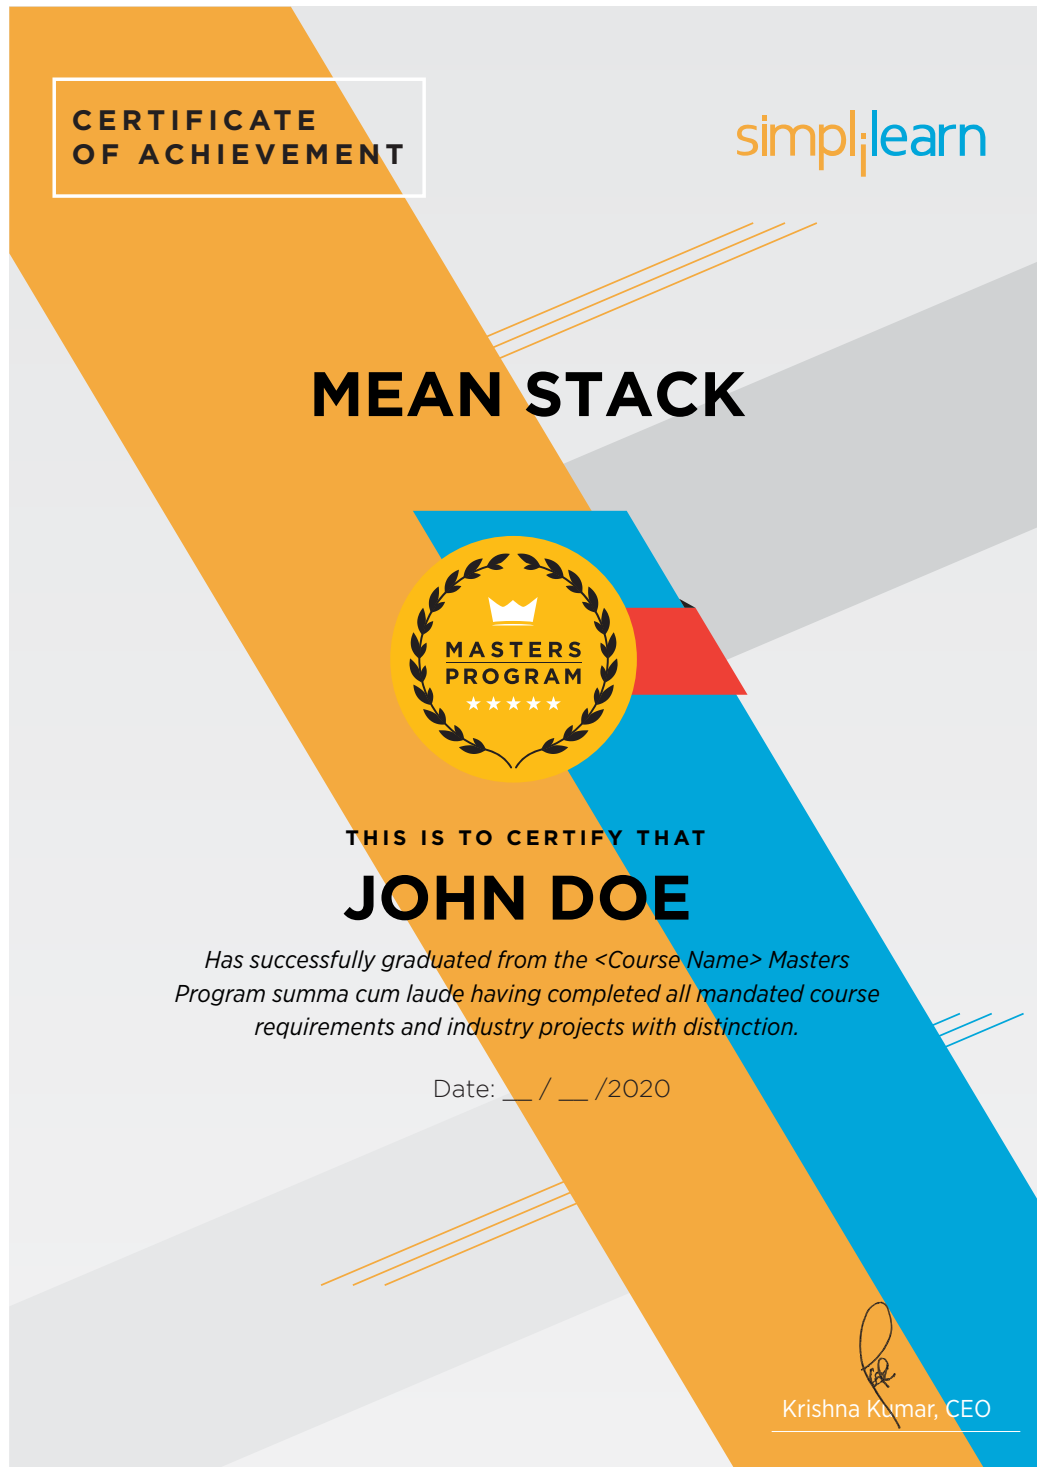 CERTIFICATE
OF ACHIEVEMENT
simplilearn
MEAN STACK
MASTERS
PROGRAM
THIS IS TO CERTIFY THAT
JOHN DOE
Has successfully graduated from the <Course Name> Masters
Program summa cum laude having completed all mandated course
requirements and industry projects with distinction.
Date: __ / __ /2020
Krishna Kumar, CEO